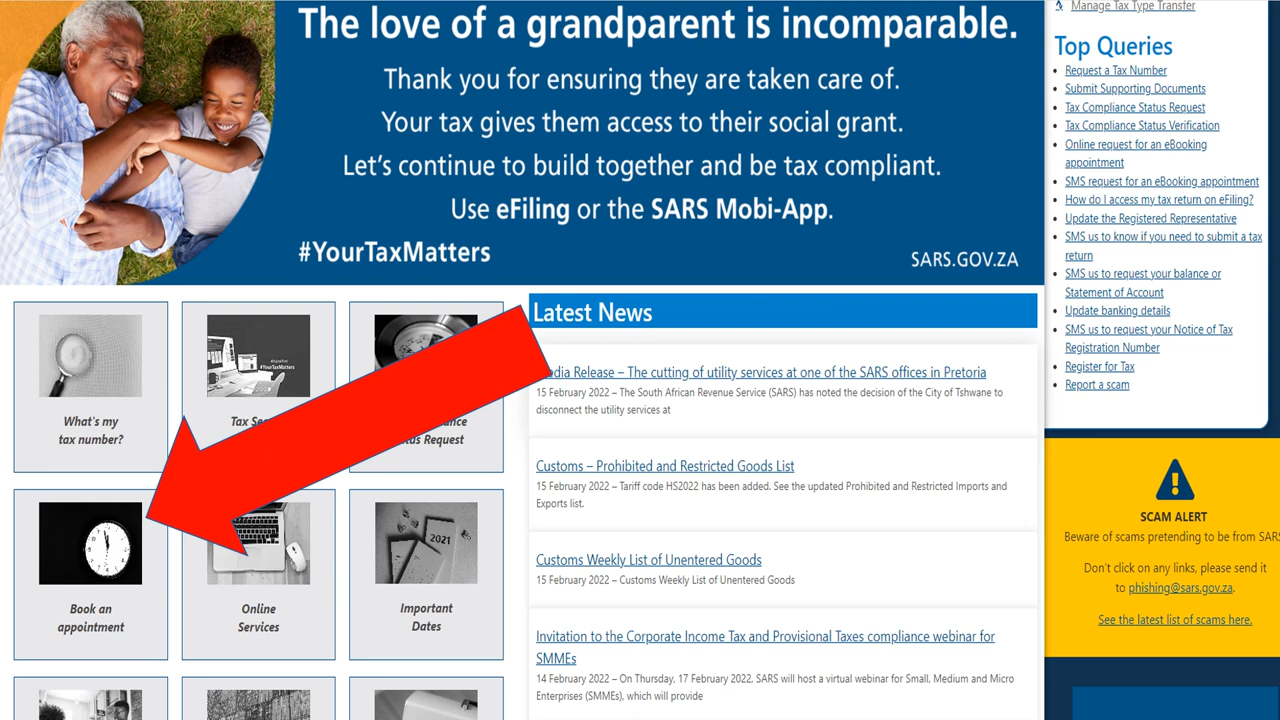 The love of a grandparent is incomparable.
Thank you for ensuring they are taken care of.
Your tax gives them access to their social grant.
Let's continue to build together and be tax compliant.
Use eFiling or the SARS Mobi-App.
#YourTaxMatters
SARS.GOV.ZA
Manage Tax Type Transfer
Top Queries
Request a Tax Number
Submit Supporting Documents
Tax Compliance Status Request
Tax Compliance Status Verification
Online request for an eBooking
appointment
SMS request for an eBooking appointment
How do I access my tax return on eFiling?
Update the Registered Representative
SMS us to know if you need to submit a tax
return
SMS us to request your balance or
Statement of Account
Update banking details
SMS us to request your Notice of Tax
Registration Number
Register for Tax
Report a scam
What's my
tax number?
#YourTaxMatters
Tax
Request
Book an
appointment
Online
Services
2021
Important
Dates
Latest News
Release – The cutting of utility services at one of the SARS offices in Pretoria
15 February 2022 – The South African Revenue Service (SARS) has noted the decision of the City of Tshwane to
disconnect the utility services at
Customs – Prohibited and Restricted Goods List
15 February 2022 – Tariff code HS2022 has been added. See the updated Prohibited and Restricted Imports and
Exports list.
Customs Weekly List of Unentered Goods
15 February 2022 – Customs Weekly List of Unentered Goods
Invitation to the Corporate Income Tax and Provisional Taxes compliance webinar for
SMMEs
14 February 2022 – On Thursday, 17 February 2022, SARS will host a virtual webinar for Small, Medium and Micro
Enterprises (SMMEs), which will provide
SCAM ALERT
Beware of scams pretending to be from SARS
Don't click on any links, please send it
to phishing@sars.gov.za.
See the latest list of scams here.